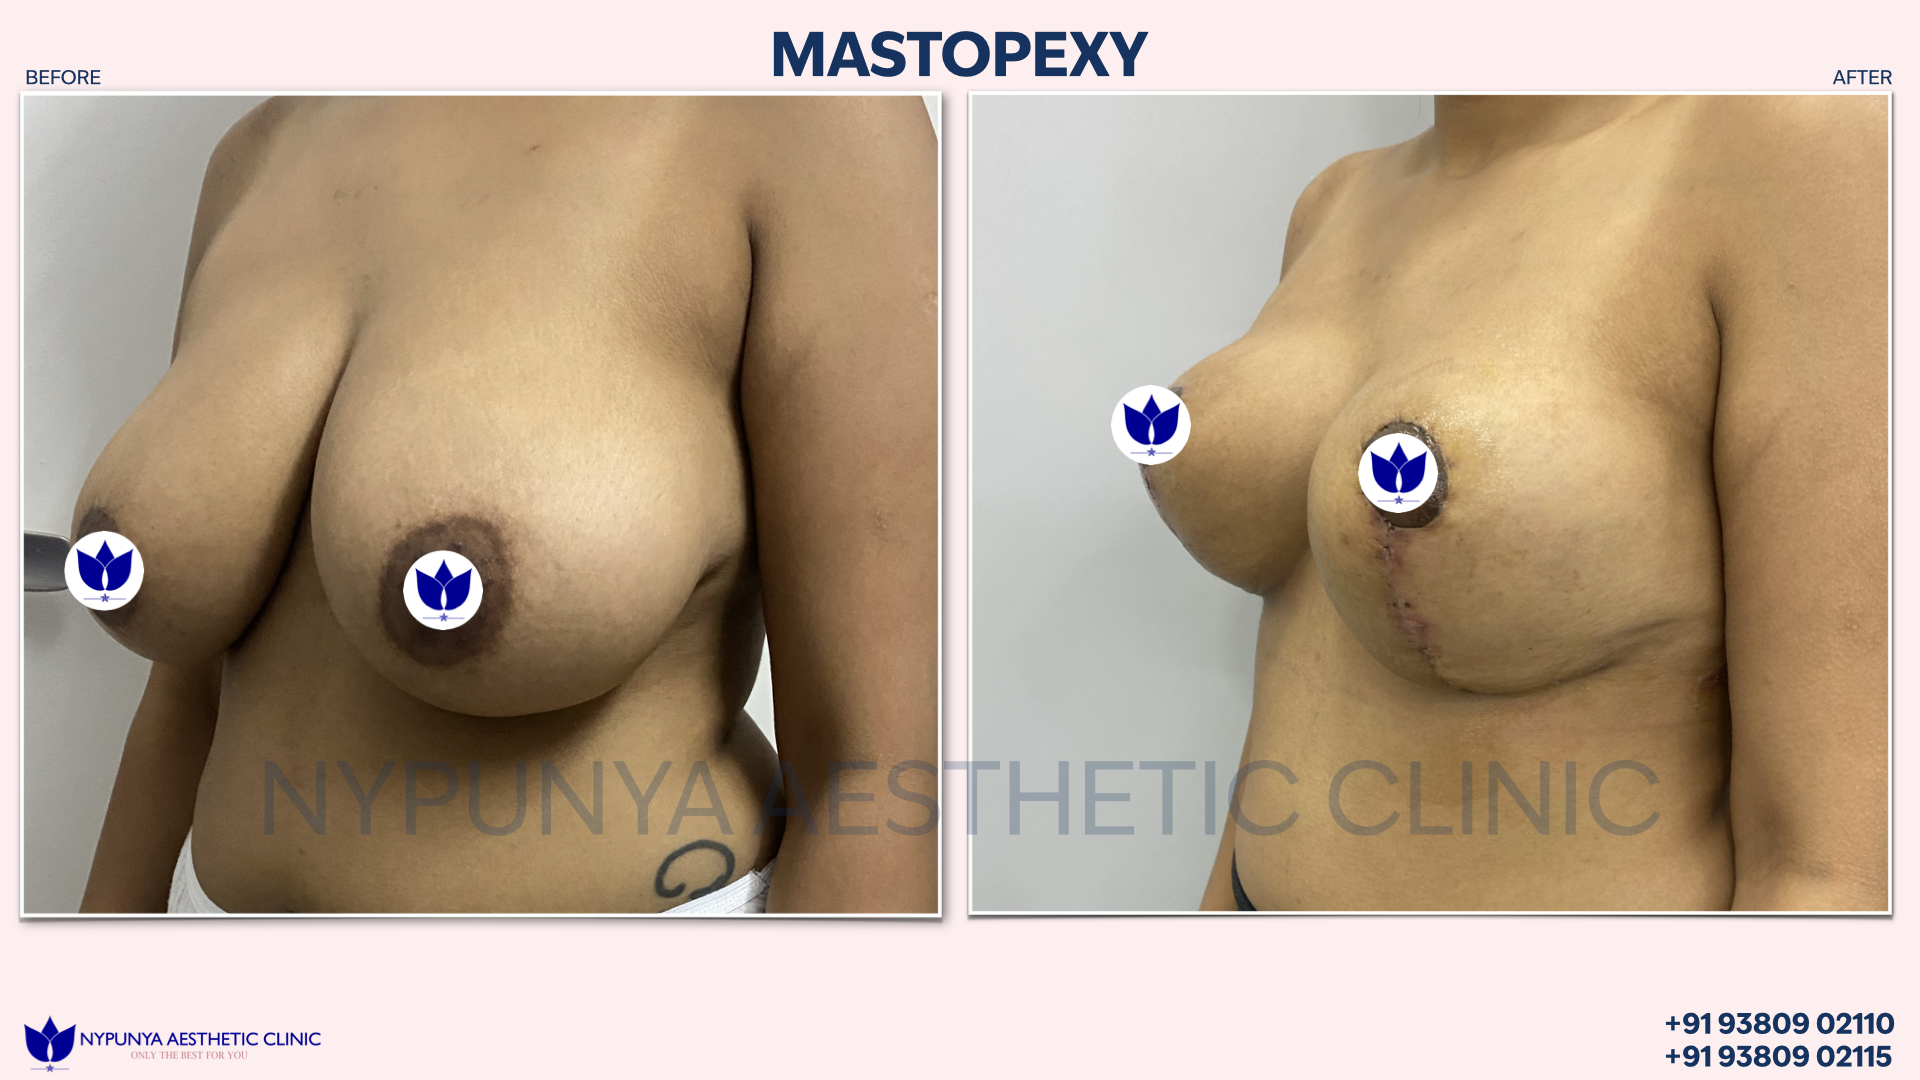 MASTOPEXY
BEFORE
AFTER
NYPUNYA AESTHETIC CLINIC
NYPUNYA AESTHETIC CLINIC
ONLY THE BEST FOR YOU
+91 93809 02110
+91 93809 02115